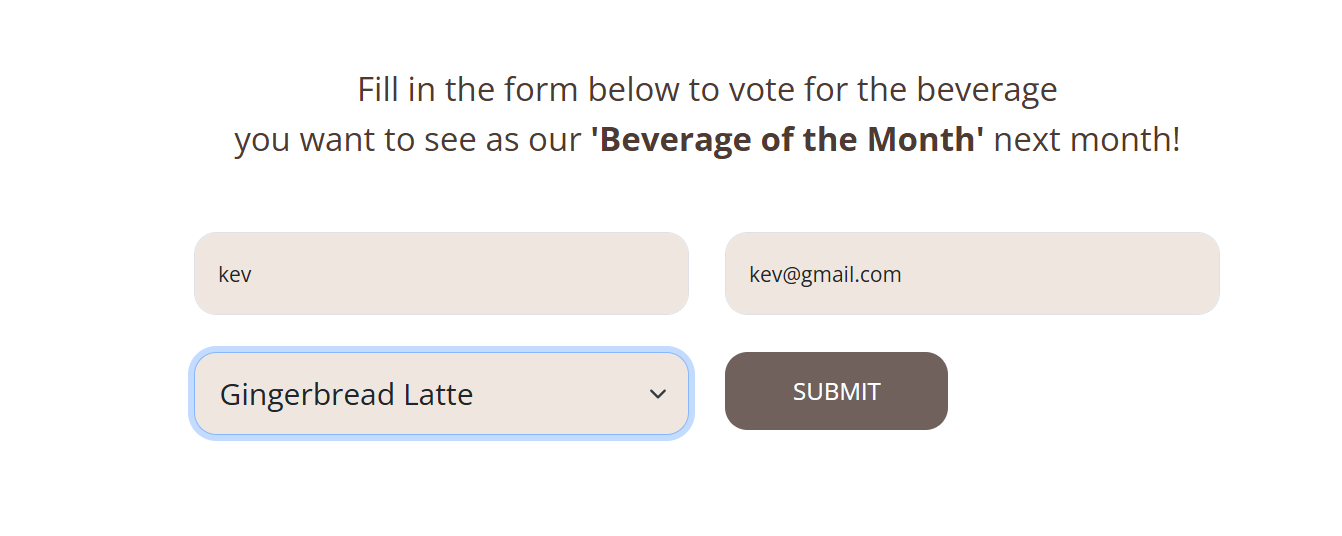 Fill in the form below to vote for the beverage
you want to see as our 'Beverage of the Month' next month!
kev
kev@gmail.com
Gingerbread Latte
SUBMIT